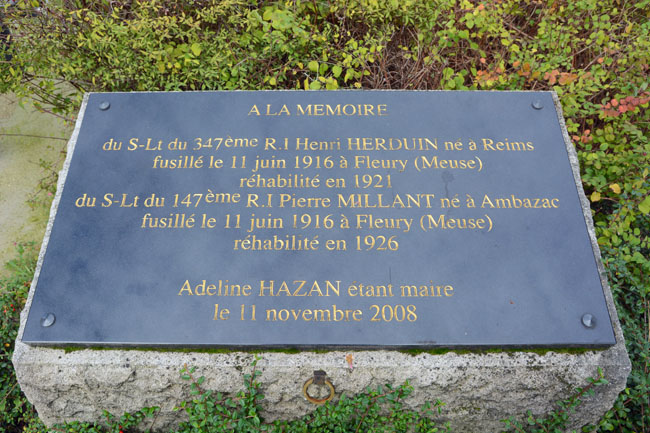 A LA MEMOIRE
du S-Lt du 347ème R.I Henri HERDUIN né à Reims
fusillé le 11 juin 1916 à Fleury (Meuse)
réhabilité en 1921
du S-Lt du 147ème R.I Pierre MILLANT né à Ambazac
fusillé le 11 juin 1916 à Fleury (Meuse)
réhabilité en 1926
Adeline HAZAN etant maire
le 11 novembre 2008